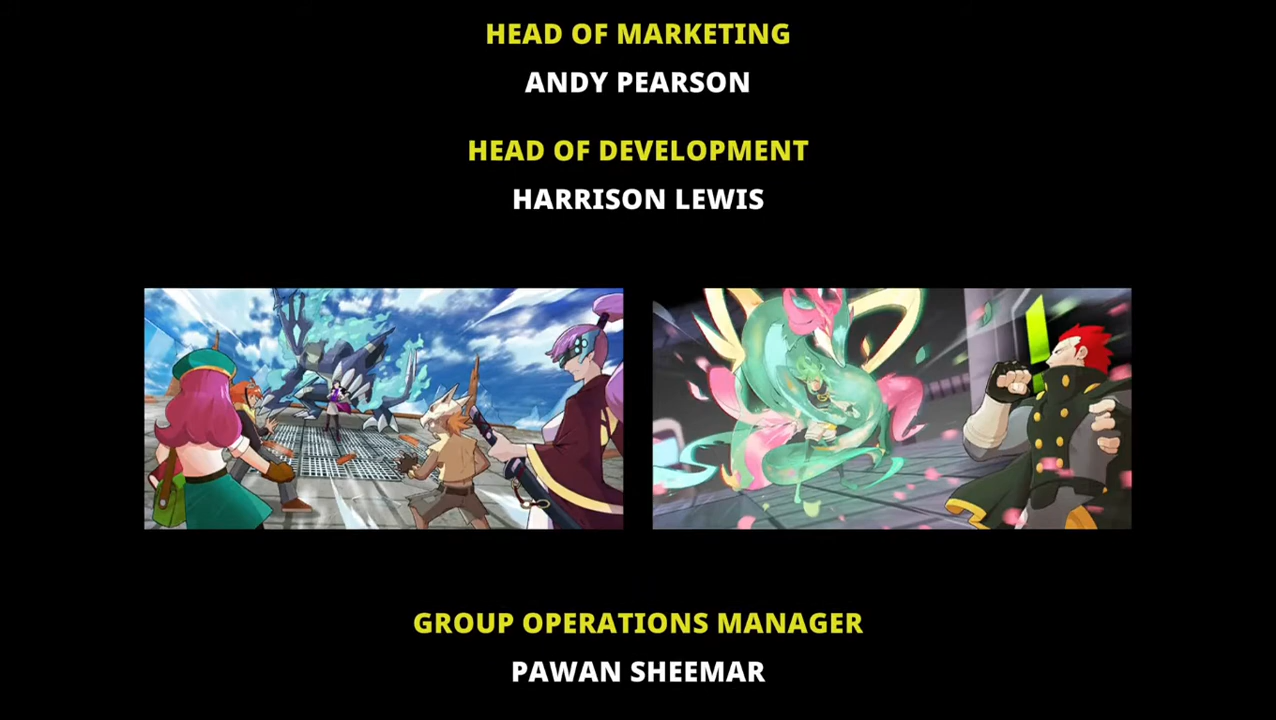 HEAD OF MARKETING
ANDY PEARSON
HEAD OF DEVELOPMENT
HARRISON LEWIS
GROUP OPERATIONS MANAGER
PAWAN SHEEMAR